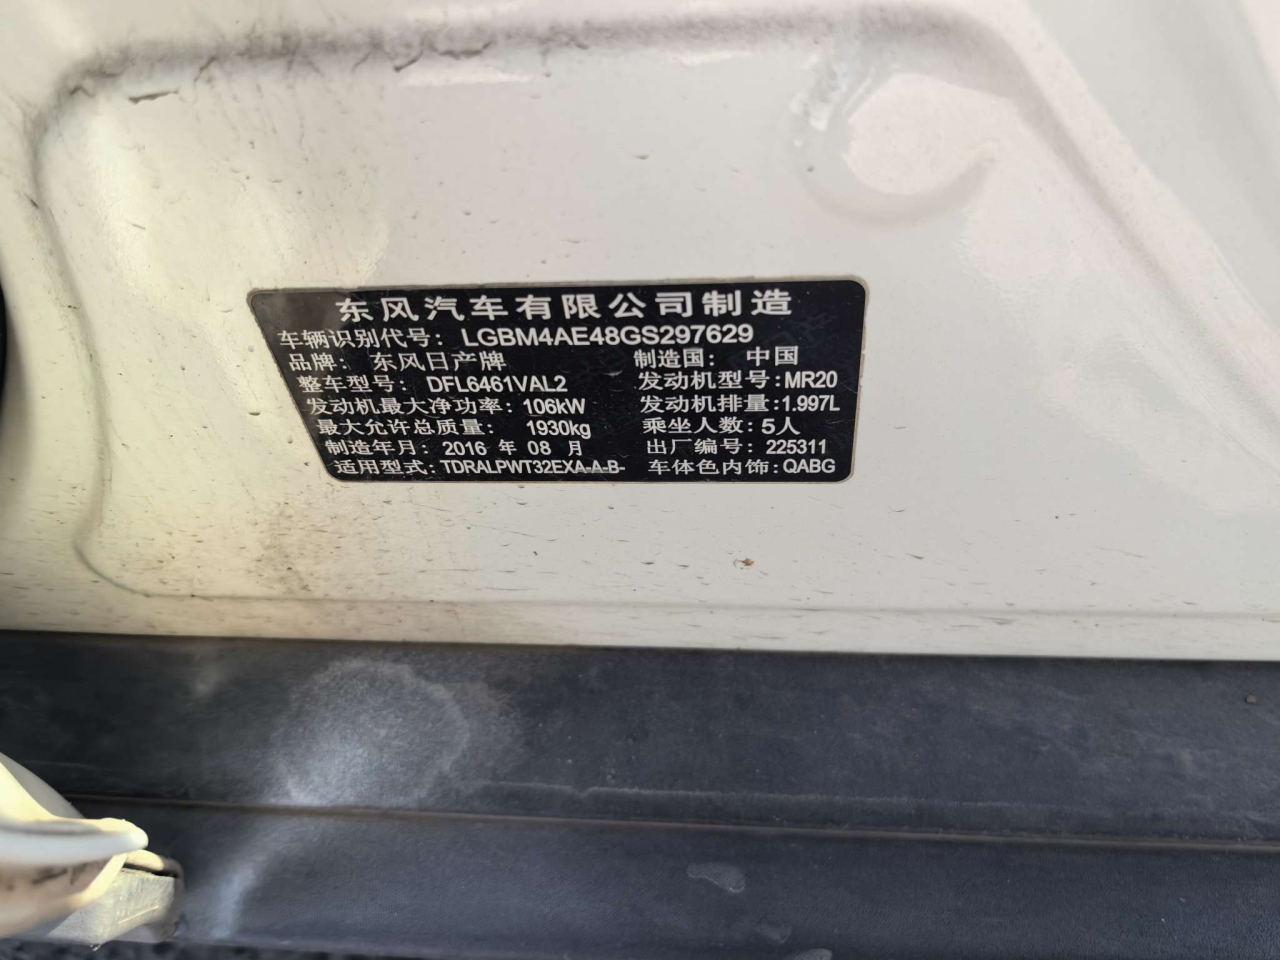 东风汽车有限公司制造
车辆识别代号：LGBM4AE48GS297629
品牌：东风日产牌 制造国：中国
整车型号：DFL6461VAL2 发动机型号:MR20
发动机最大净功率：106kW 发动机排量:1.997L
最大允许总质量：1930kg 乘坐人数：5人
制造年月：2016 年 08 月 出厂编号：225311
适用型式:TDRALPWT32EXA-A-B- 车体色内饰:QABG